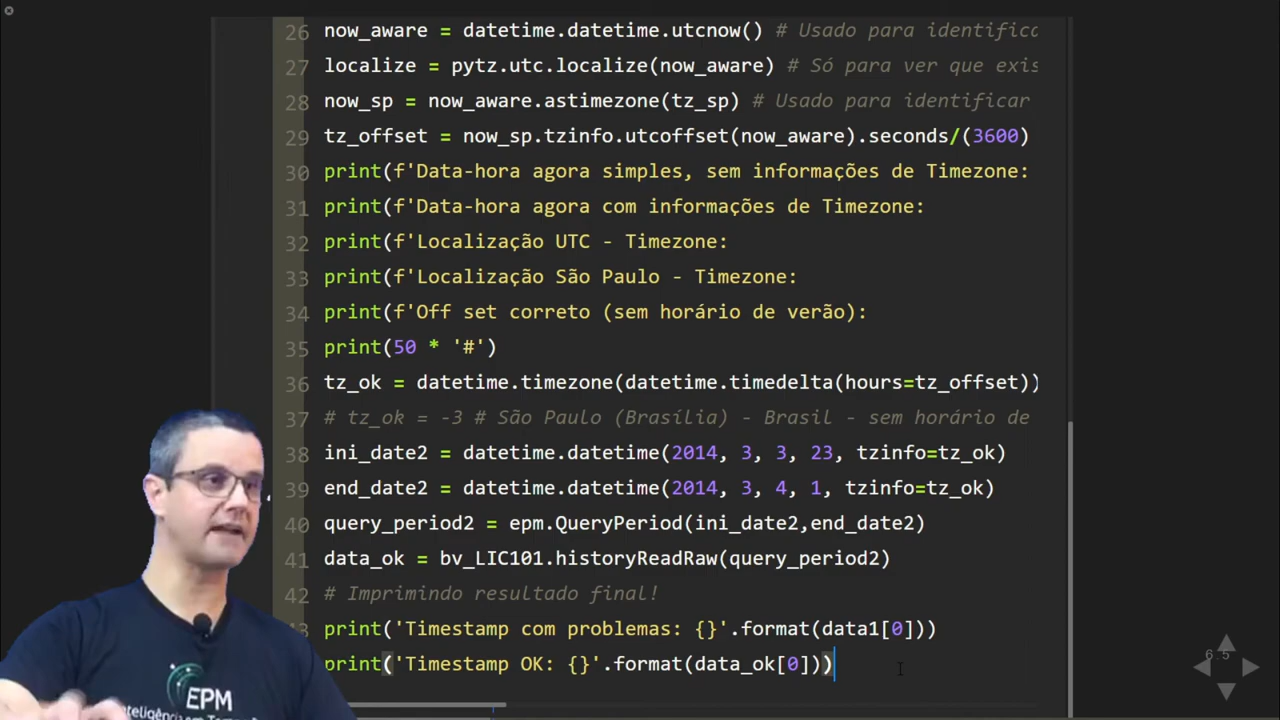 26 now_aware = datetime.datetime.utcnow() # Usado para
27 localize = pytz.utc.localize(now_aware) # Só para ver que
28 now_sp = now_aware.astimezone(tz_sp) # Usado para identificar
29 tz_offset = now_sp.tzinfo.utcoffset(now_aware).seconds/(3600)
30 print(f'Data-hora agora simples, sem informações de Timezone:
31 print(f'Data-hora agora com informações de Timezone:
32 print(f'Localização UTC - Timezone:
33 print(f'Localização São Paulo - Timezone:
34 print(f'Off set correto (sem horário de verão):
35 print(50 * '#')
36 tz_ok = datetime.timezone(datetime.timedelta(hours=tz_offset))
37 # tz_ok = -3 # São Paulo (Brasília) - Brasil - sem horário de
38 ini_date2 = datetime.datetime(2014, 3, 3, 23, tzinfo=tz_ok)
39 end_date2 = datetime.datetime(2014, 3, 4, 1, tzinfo=tz_ok)
40 query_period2 = epm.QueryPeriod(ini_date2,end_date2)
41 data_ok = bv_LIC101.historyReadRaw(query_period2)
42 # Imprimindo resultado final!
print('Timestamp com problemas: {}'.format(data1[0]))
print('Timestamp OK: {}'.format(data_ok[0]))
6.5
EPM